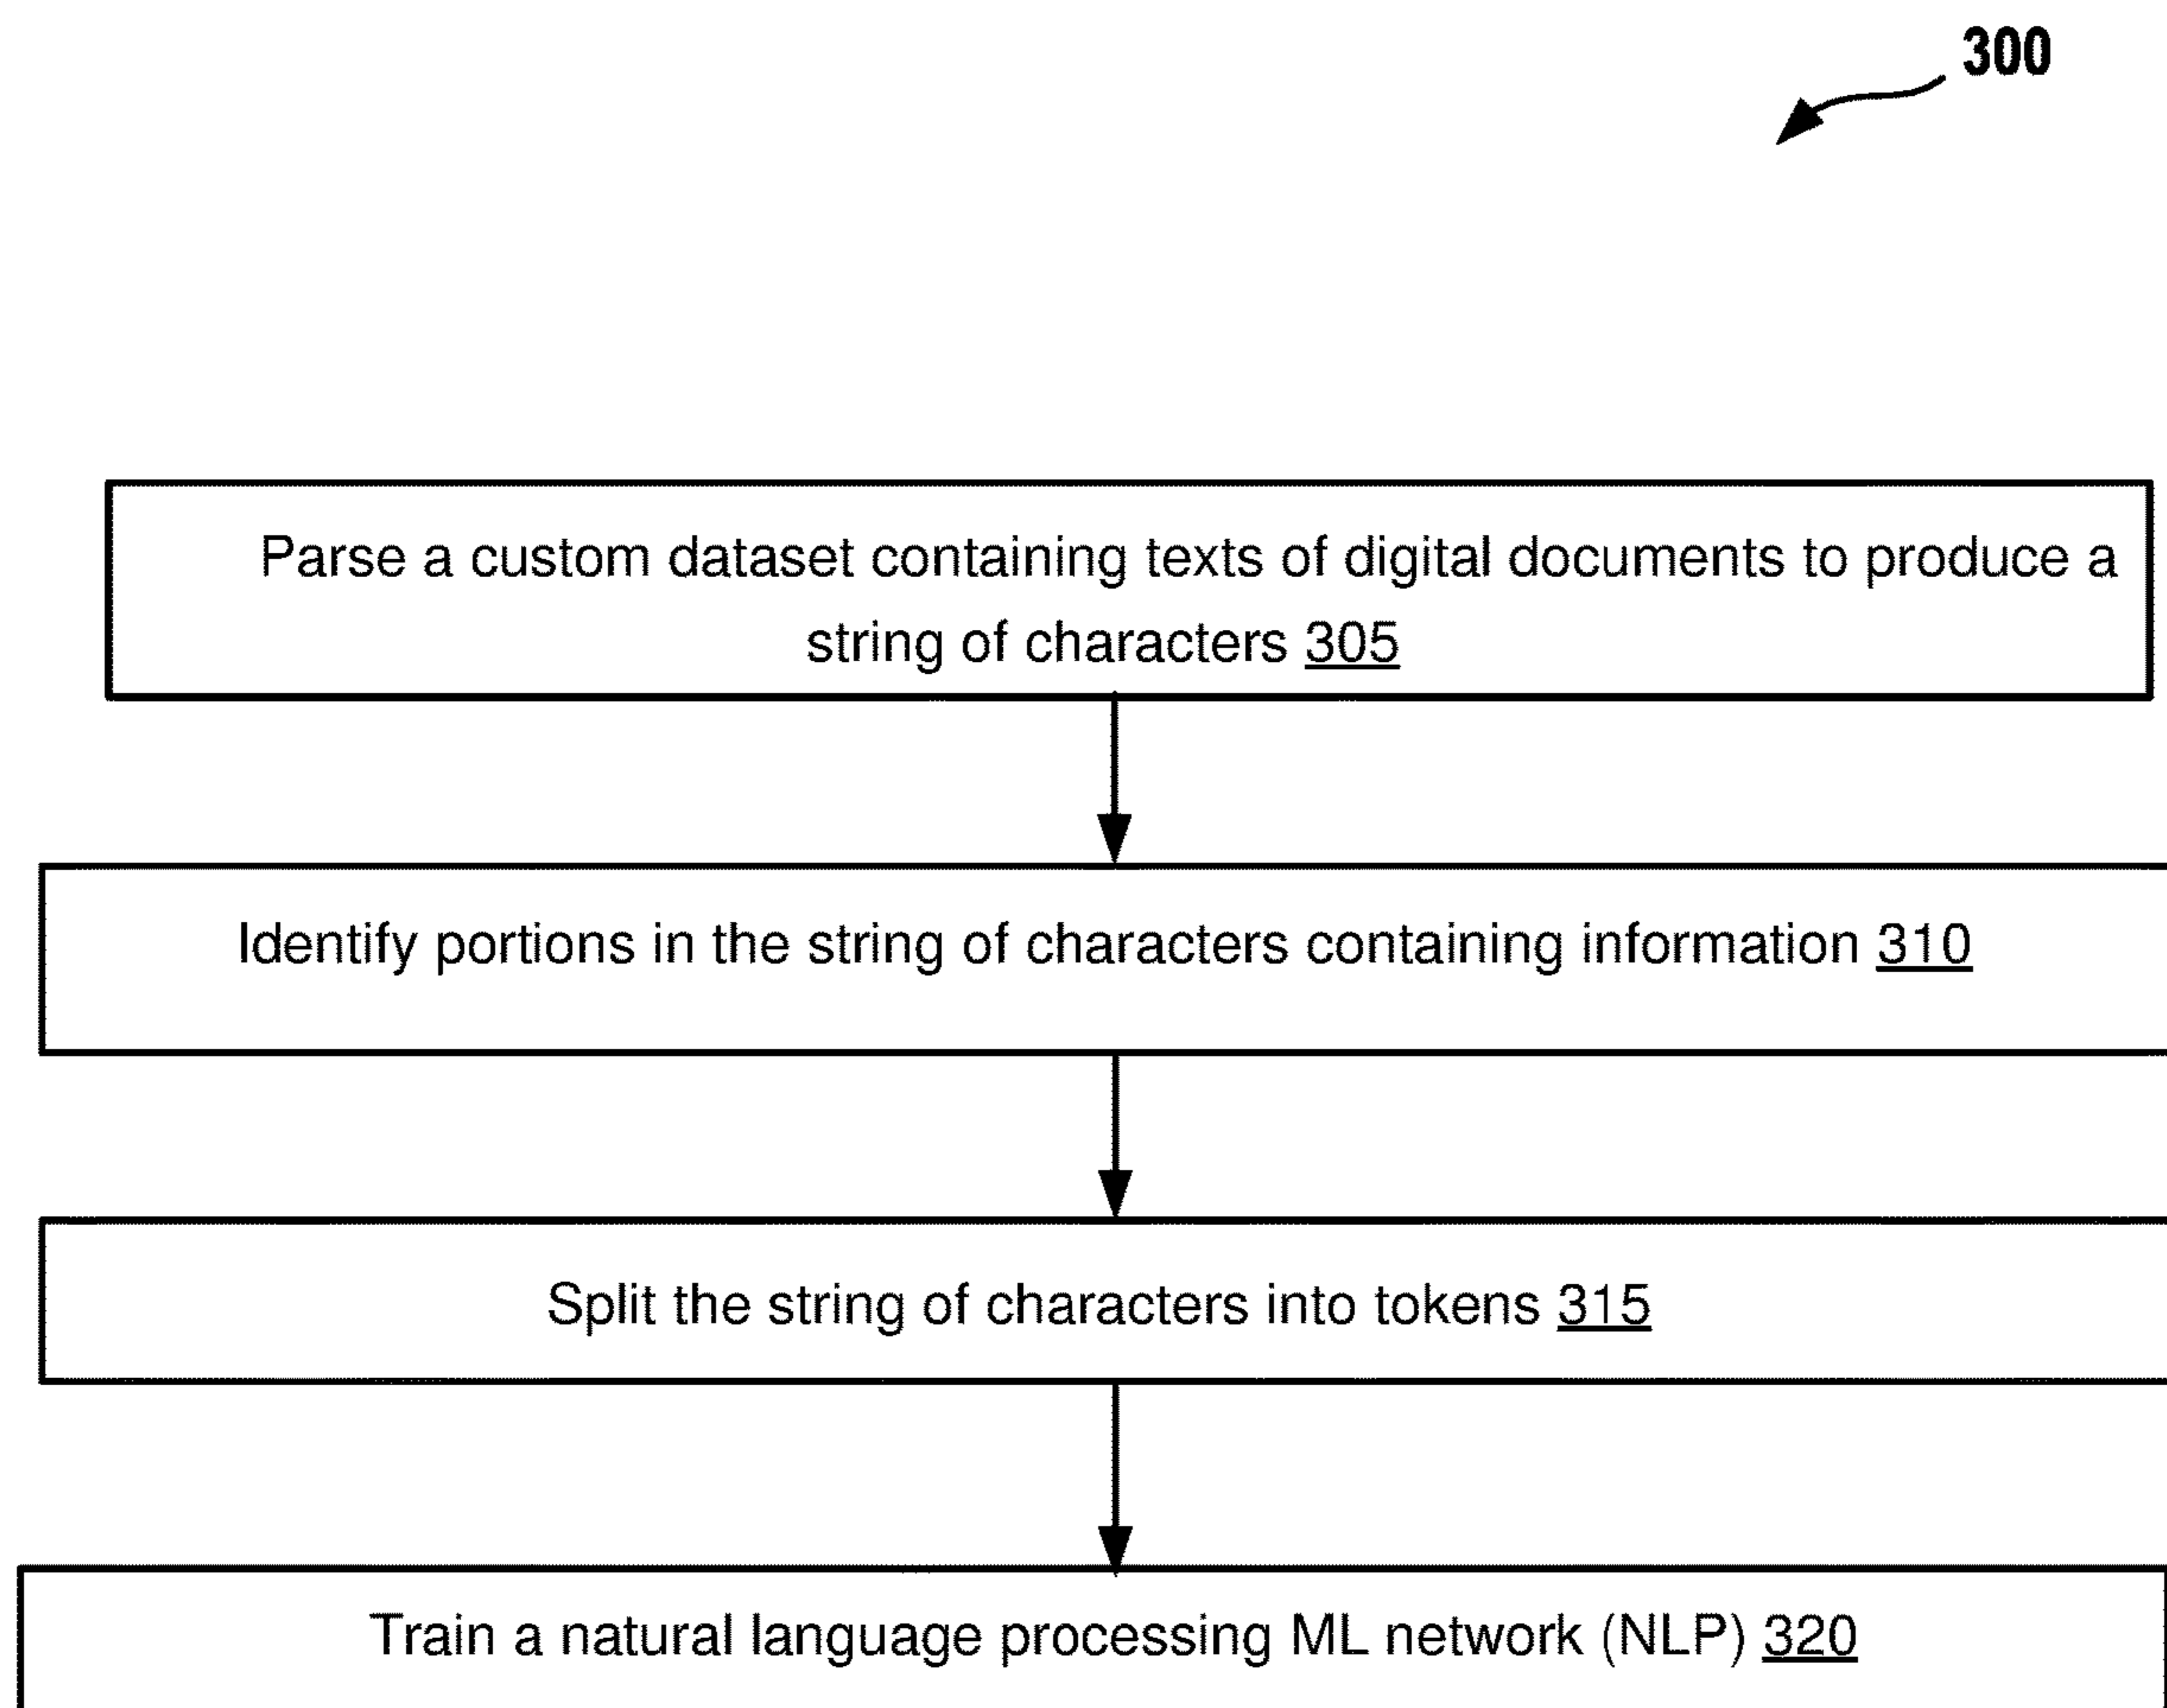 300
Parse a custom dataset containing texts of digital documents to produce a
string of characters 305
Identify portions in the string of characters containing information 310
Split the string of characters into tokens 315
Train a natural language processing ML network (NLP) 320